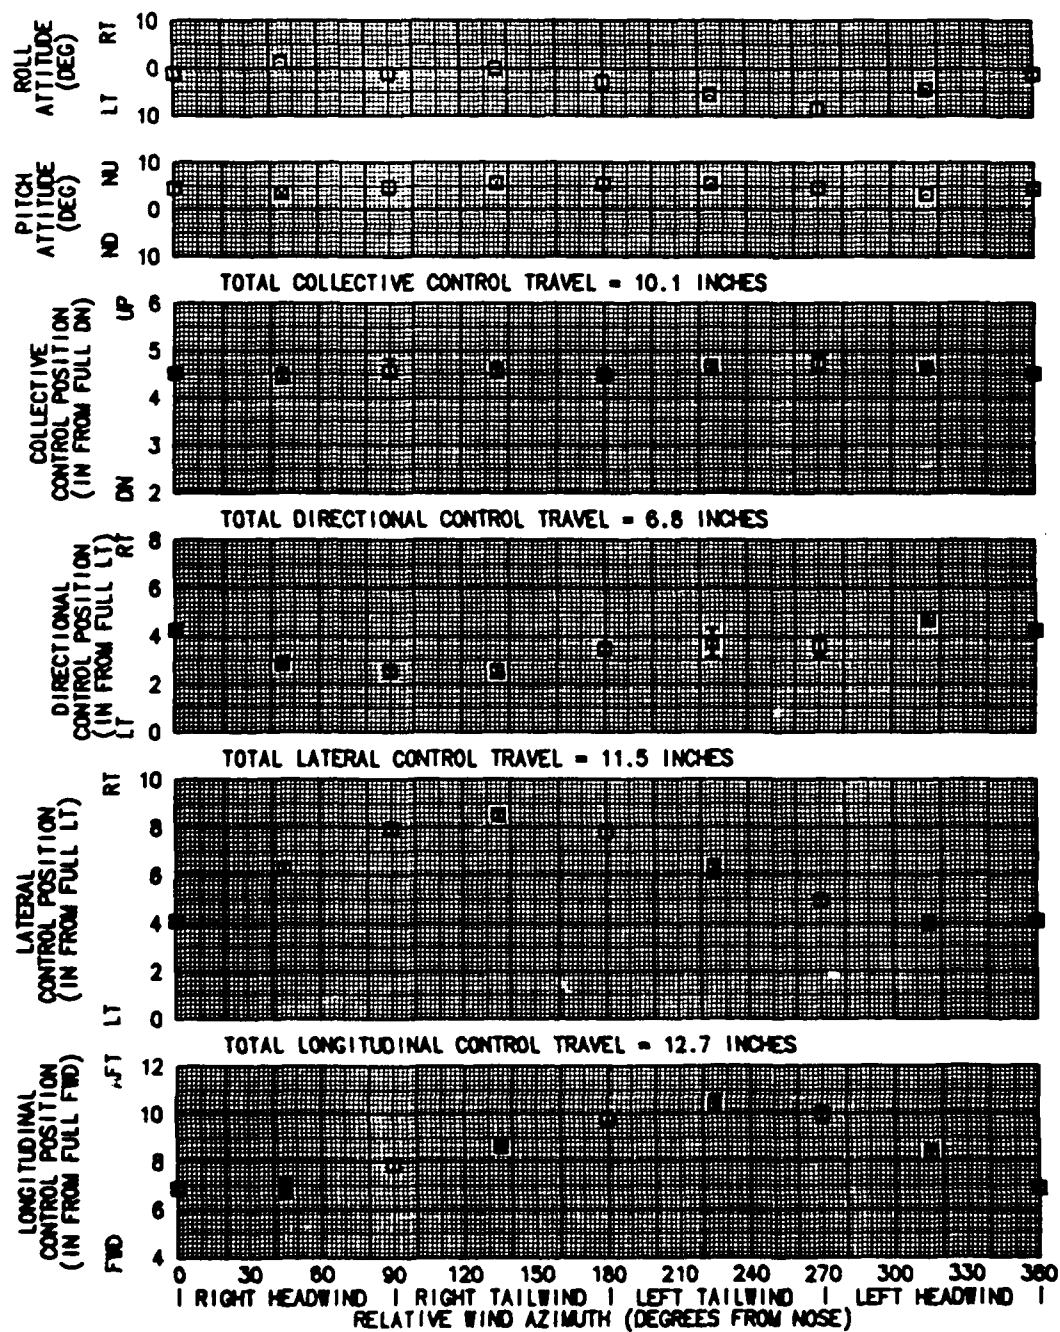 ROLL
ATTITUDE
(DEG)
LT RT
10
0
10
PITCH
ATTITUDE
(DEG)
ND NU
10
0
10
TOTAL COLLECTIVE CONTROL TRAVEL = 10.1 INCHES
COLLECTIVE
CONTROL POSITION
(IN FROM FULL DN)
DN UP
6
5
4
3
2
TOTAL DIRECTIONAL CONTROL TRAVEL = 6.8 INCHES
DIRECTIONAL
CONTROL POSITION
(IN FROM FULL LT)
LT RT
8
6
4
2
0
TOTAL LATERAL CONTROL TRAVEL = 11.5 INCHES
LATERAL
CONTROL POSITION
(IN FROM FULL LT)
LT RT
10
8
6
4
2
0
TOTAL LONGITUDINAL CONTROL TRAVEL = 12.7 INCHES
LONGITUDINAL
CONTROL POSITION
(IN FROM FULL FWD)
FWD AFT
12
10
8
6
4
0 30 60 90 120 150 180 210 240 270 300 330 360
| RIGHT HEADWIND | RIGHT TAILWIND | LEFT TAILWIND | LEFT HEADWIND |
RELATIVE WIND AZIMUTH (DEGREES FROM NOSE)